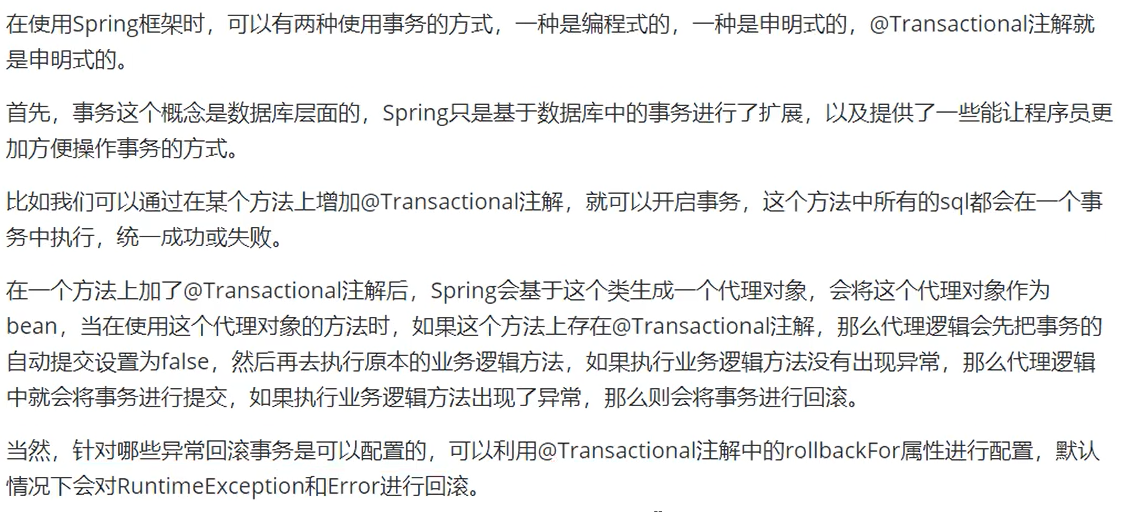 在使用Spring框架时，可以有两种使用事务的方式，一种是编程式的，一种是申明式的，@Transactional注解就
是申明式的。
首先，事务这个概念是数据库层面的，Spring只是基于数据库中的事务进行了扩展，以及提供了一些能让程序员更
加方便操作事务的方式。
比如我们可以通过在某个方法上增加@Transactional注解，就可以开启事务，这个方法中所有的sql都会在一个事
务中执行，统一成功或失败。
在一个方法上加了@Transactional注解后，Spring会基于这个类生成一个代理对象，会将这个代理对象作为
bean，当在使用这个代理对象的方法时，如果这个方法上存在@Transactional注解，那么代理逻辑会先把事务的
自动提交设置为false，然后再去执行原本的业务逻辑方法，如果执行业务逻辑方法没有出现异常，那么代理逻辑
中就会将事务进行提交，如果执行业务逻辑方法出现了异常，那么则会将事务进行回滚。
当然，针对哪些异常回滚事务是可以配置的，可以利用@Transactional注解中的rollbackFor属性进行配置，默认
情况下会对RuntimeException和Error进行回滚。